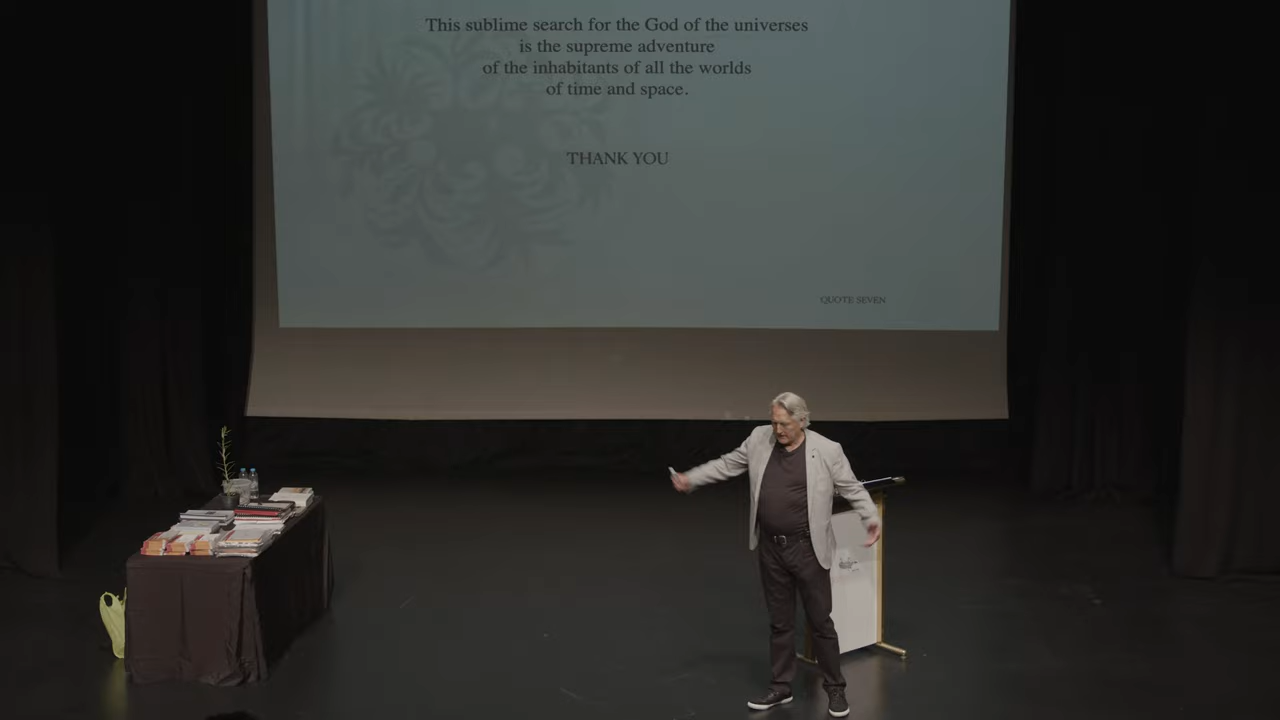 This sublime search for the God of the universes
is the supreme adventure
of the inhabitants of all the worlds
of time and space.
THANK YOU
QUOTE SEVEN